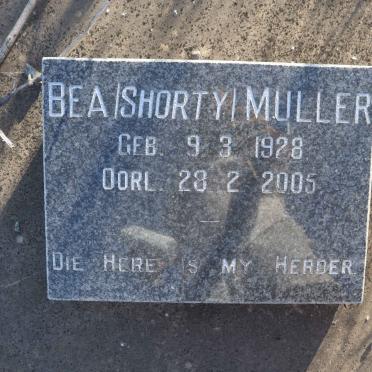 BEA/SHORTY/MULLER
GEB. 9 3 1928
OORL. 28 2 2005
DIE HERE IS MY HERDER